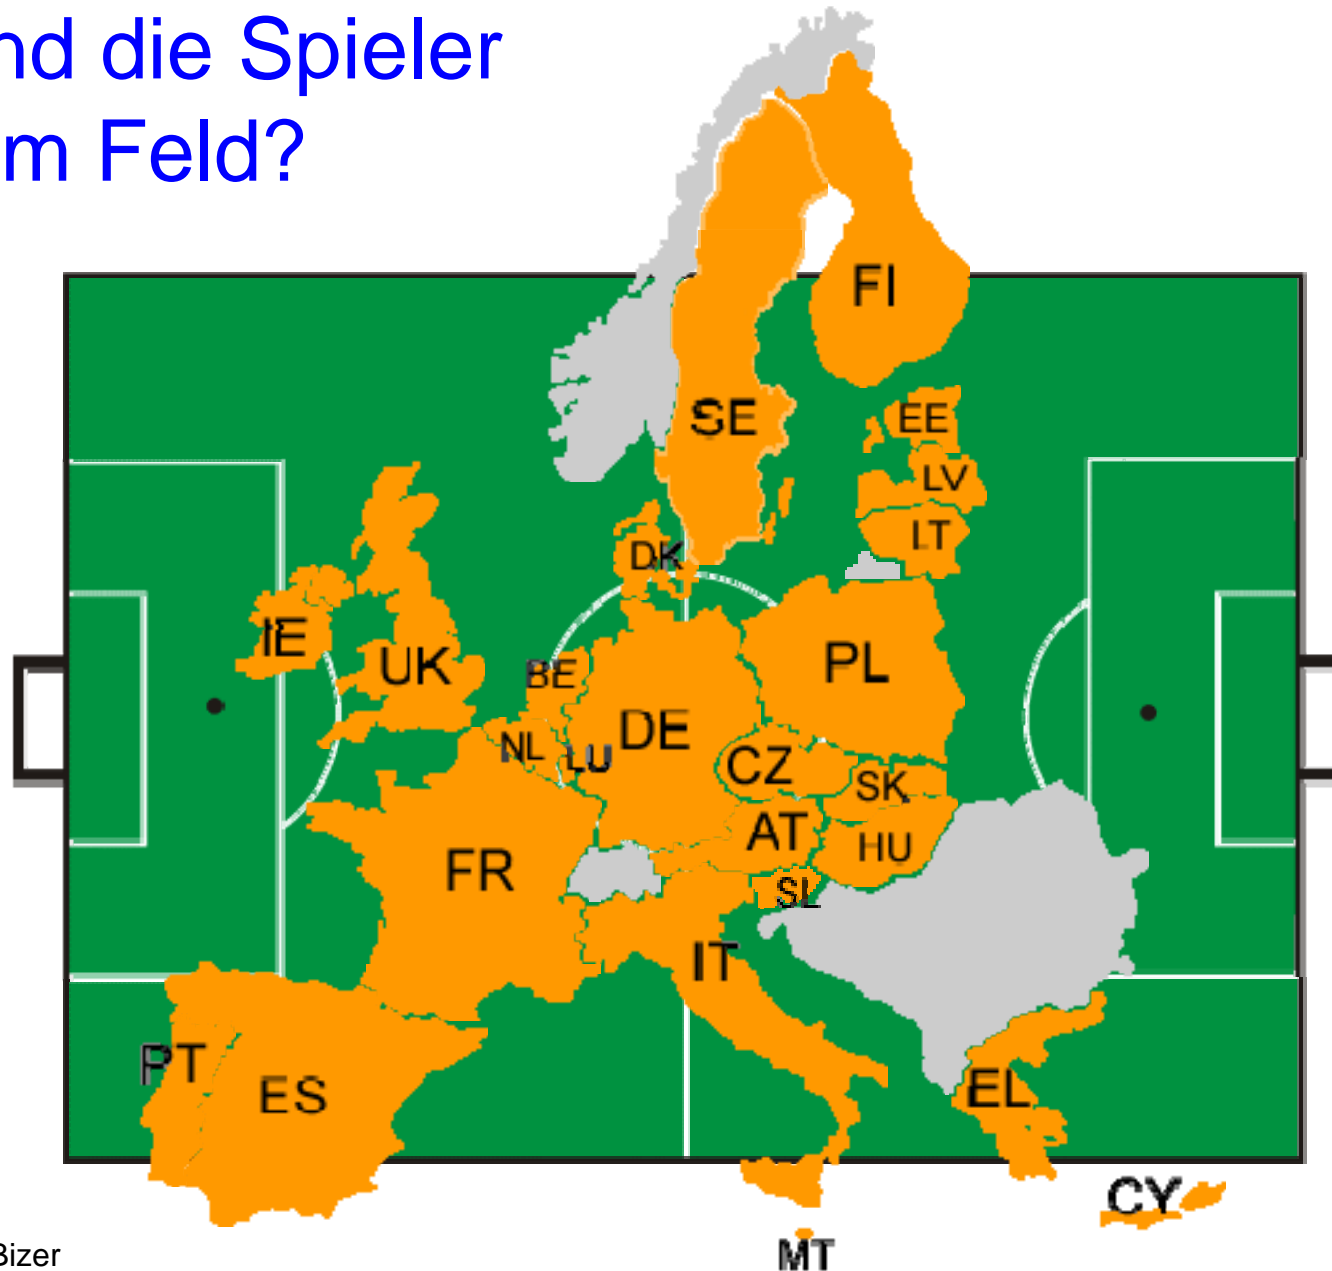 nd die Spieler
m Feld?
FI
SE
EE
LV
LT
DK
IE
UK
BE
PL
DE
NL
LU
CZ
SK
AT
HU
FR
SL
IT
PT
ES
EL
CY
MT
Bizer